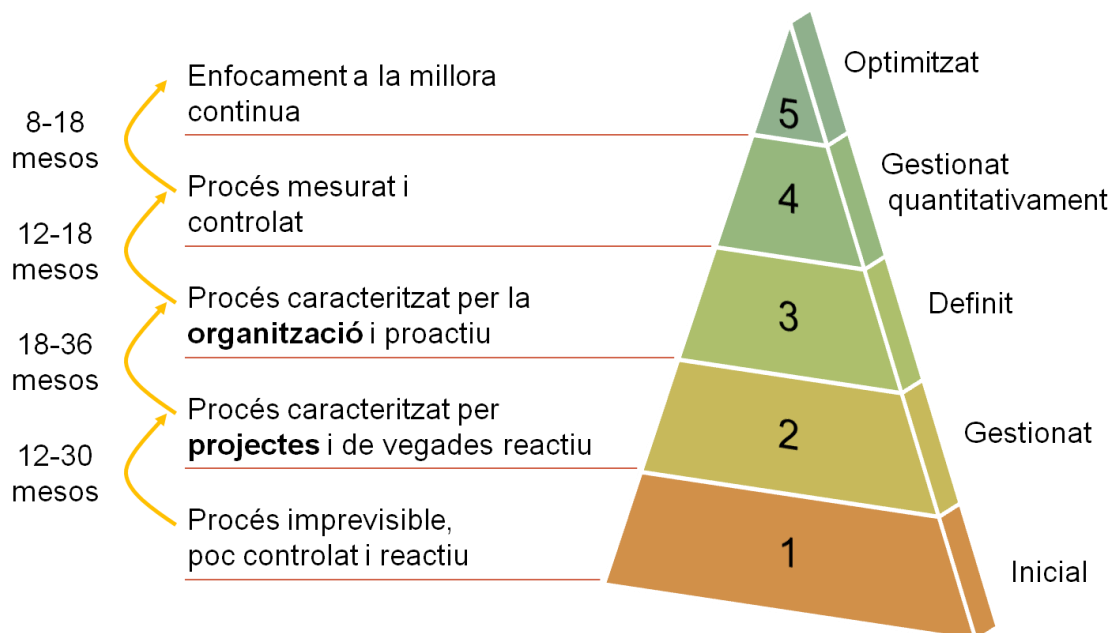 Enfocament a la millora
continua
8-18
mesos
Procés mesurat i
controlat
12-18
mesos
Procés caracteritzat per la
organització i proactiu
18-36
mesos
Procés caracteritzat per
projectes i de vegades reactiu
12-30
mesos
Procés imprevisible,
poc controlat i reactiu
5
Optimitzat
4
Gestionat
quantitativament
3
Definit
2
Gestionat
1
Inicial